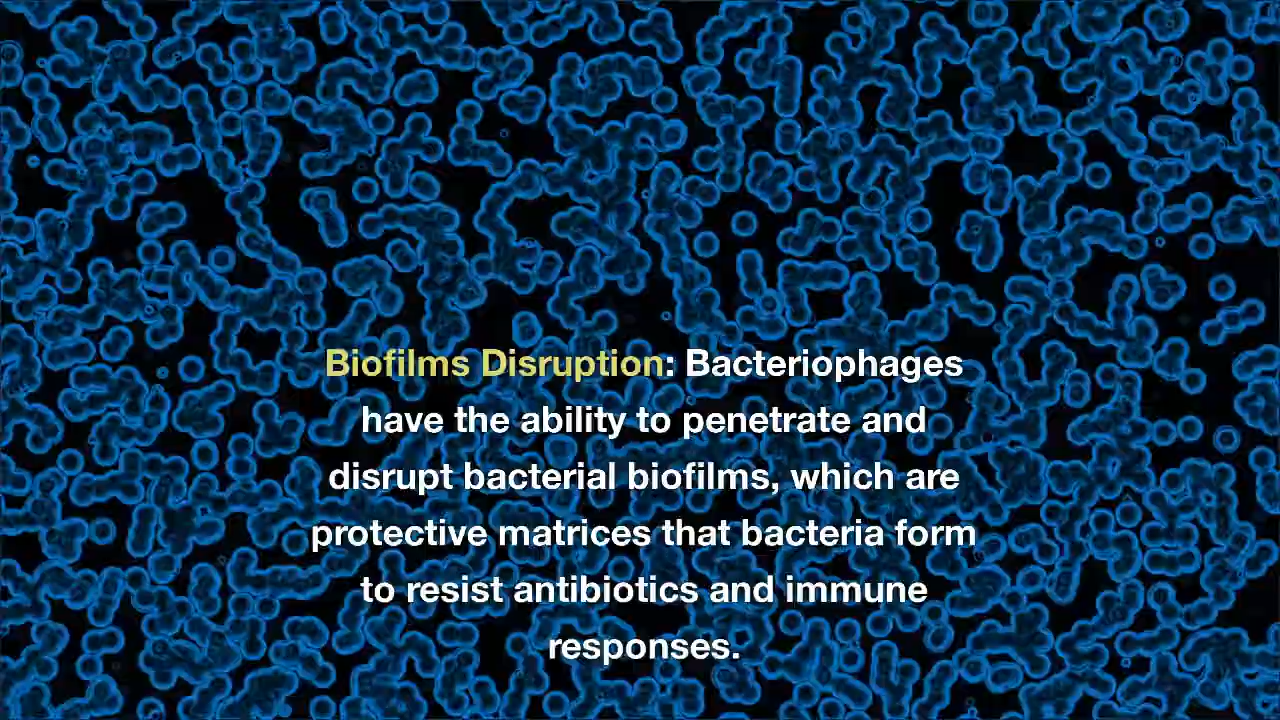 Biofilms Disruption: Bacteriophages
have the ability to penetrate and
disrupt bacterial biofilms, which are
protective matrices that bacteria form
to resist antibiotics and immune
responses.